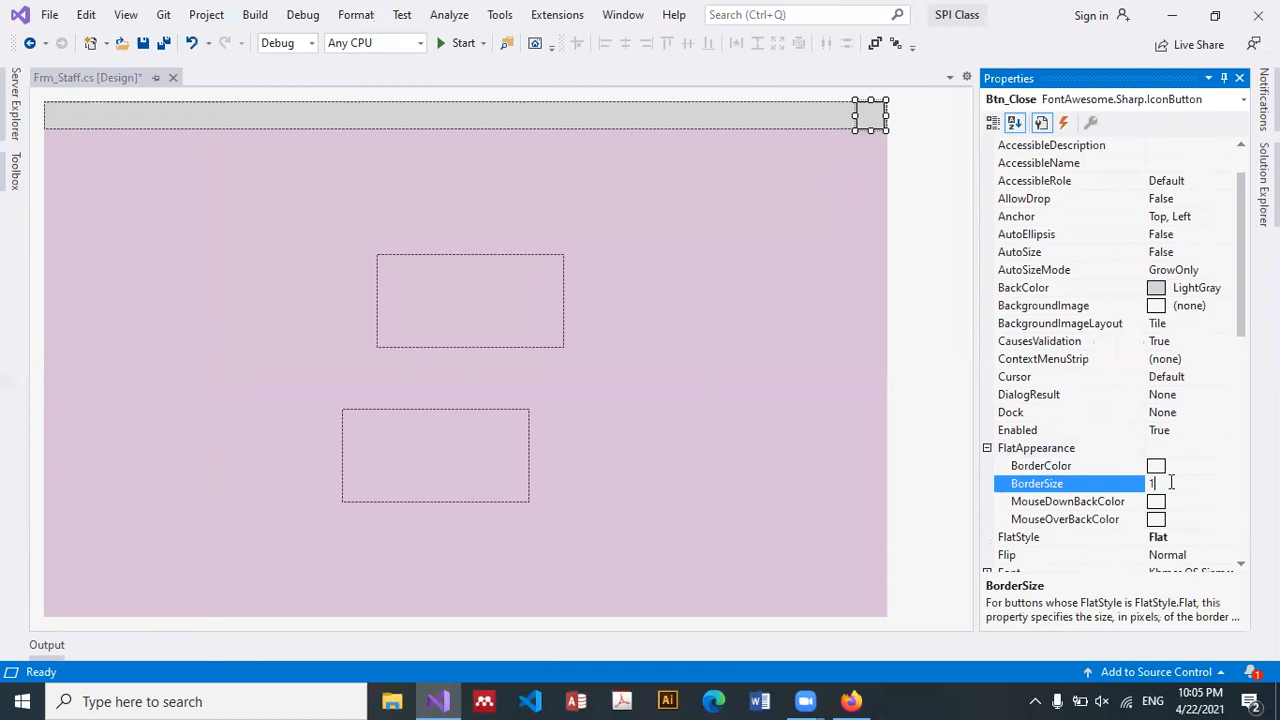 File Edit View Git Project Build Debug Format Test Analyze Tools Extensions Window Help Search (Ctrl+Q) SPI Class Sign in
Debug Any CPU Start Live Share
Frm_Staff.cs [Design]* Properties
Btn_Close FontAwesome.Sharp.IconButton
Server Explorer
Toolbox
Notifications
Solution Explorer
AccessibleDescription
AccessibleName
AccessibleRole Default
AllowDrop False
Anchor Top, Left
AutoEllipsis False
AutoSize False
AutoSizeMode GrowOnly
BackColor LightGray
BackgroundImage (none)
BackgroundImageLayout Tile
CausesValidation True
ContextMenuStrip (none)
Cursor Default
DialogResult None
Dock None
Enabled True
FlatAppearance
BorderColor
BorderSize 1
MouseDownBackColor
MouseOverBackColor
FlatStyle Flat
Flip Normal
BorderSize
For buttons whose FlatStyle is FlatStyle.Flat, this
property specifies the size, in pixels, of the border ...
Output
Ready Add to Source Control 1
Type here to search ENG 10:05 PM
4/22/2021 2